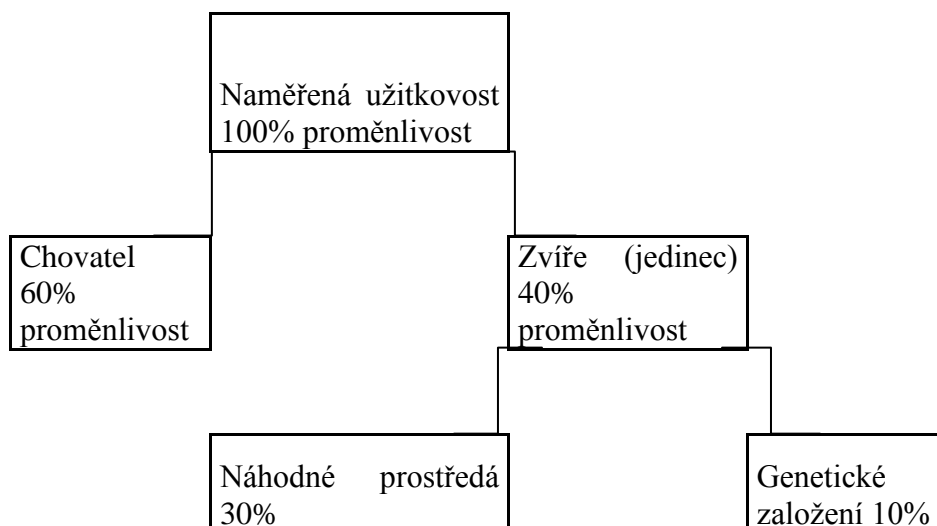 Naměřená užitkovost
100% proměnlivost
Chovatel
60%
proměnlivost
Zvíře (jedinec)
40%
proměnlivost
Náhodné prostředá
30%
Genetické
založení 10%